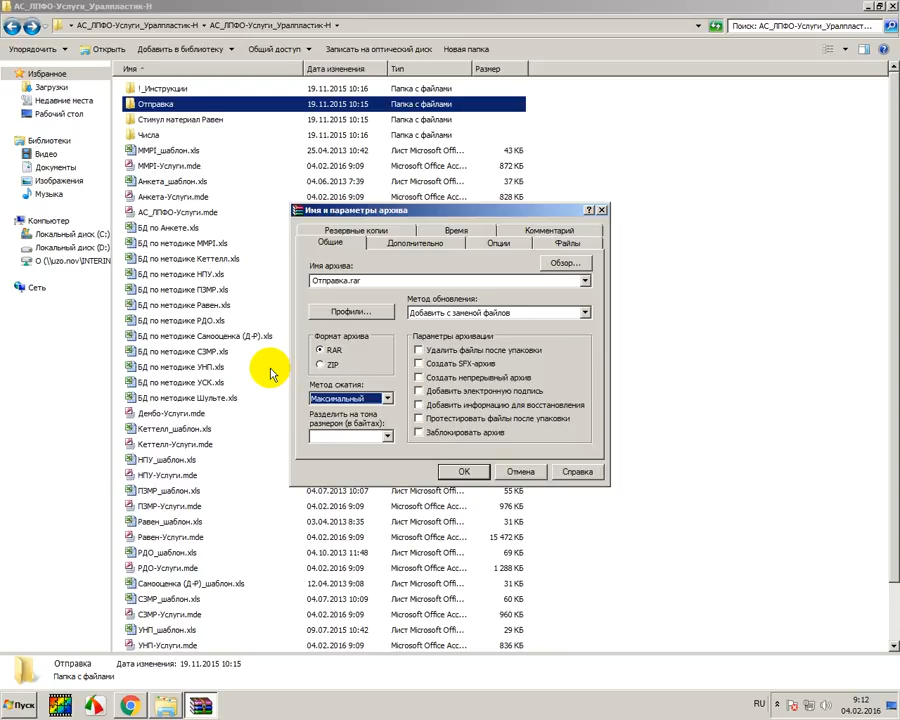 АС_ЛПФО-Услуги_Уралпластик-Н
АС_ЛПФО-Услуги_Уралпластик-Н ▸ АС_ЛПФО-Услуги_Уралпластик-Н ▸
Поиск: АС_ЛПФО-Услуги_Уралпласт...
Упорядочить Открыть Добавить в библиотеку Общий доступ Записать на оптический диск Новая папка
Имя Дата изменения Тип Размер
Избранное
Загрузки
Недавние места
Рабочий стол
Библиотеки
Видео
Документы
Изображения
Музыка
Компьютер
Локальный диск (C:)
Локальный диск (D:)
O (\\uzo.nov\INTERN
Сеть
!_Инструкции 19.11.2015 10:16 Папка с файлами
Отправка 19.11.2015 10:15 Папка с файлами
Стимул материал Равен 19.11.2015 10:15 Папка с файлами
Числа 19.11.2015 10:16 Папка с файлами
MMPI_шаблон.xls 25.04.2013 10:42 Лист Microsoft Offi... 43 КБ
MMPI-Услуги.mde 04.02.2016 9:09 Microsoft Office Acc... 872 КБ
Анкета_шаблон.xls 04.06.2013 7:39 Лист Microsoft Offi... 37 КБ
Анкета-Услуги.mde 04.02.2016 9:09 Microsoft Office Acc... 828 КБ
АС_ЛПФО-Услуги.mde
БД по Анкете.xls
БД по методике MMPI.xls
БД по методике Кеттелл.xls
БД по методике НПУ.xls
БД по методике ПЗМР.xls
БД по методике Равен.xls
БД по методике РДО.xls
БД по методике Самооценка (Д-Р).xls
БД по методике СЗМР.xls
БД по методике УНП.xls
БД по методике УСК.xls
БД по методике Шульте.xls
Дембо-Услуги.mde
Кеттелл_шаблон.xls
Кеттелл-Услуги.mde
НПУ_шаблон.xls
НПУ-Услуги.mde
ПЗМР_шаблон.xls 04.07.2013 10:07 Лист Microsoft Offi... 55 КБ
ПЗМР-Услуги.mde 04.02.2016 9:09 Microsoft Office Acc... 976 КБ
Равен_шаблон.xls 03.04.2013 8:35 Лист Microsoft Offi... 31 КБ
Равен-Услуги.mde 04.02.2016 9:09 Microsoft Office Acc... 15 472 КБ
РДО_шаблон.xls 04.10.2013 11:48 Лист Microsoft Offi... 69 КБ
РДО-Услуги.mde 04.02.2016 9:09 Microsoft Office Acc... 1 288 КБ
Самооценка (Д-Р)_шаблон.xls 12.04.2013 9:08 Лист Microsoft Offi... 31 КБ
СЗМР_шаблон.xls 04.07.2013 10:09 Лист Microsoft Offi... 60 КБ
СЗМР-Услуги.mde 04.02.2016 9:09 Microsoft Office Acc... 960 КБ
УНП_шаблон.xls 09.07.2015 10:42 Лист Microsoft Offi... 29 КБ
УНП-Услуги.mde 04.02.2016 9:09 Microsoft Office Acc... 836 КБ
Имя и параметры архива
Резервные копии Время Комментарий
Общие Дополнительно Опции Файлы
Имя архива: Обзор...
Отправка.rar
Профили...
Метод обновления:
Добавить с заменой файлов
Формат архива
RAR
ZIP
Метод сжатия:
Максимальный
Разделить на тома
размером (в байтах):
Параметры архивации
Удалить файлы после упаковки
Создать SFX-архив
Создать непрерывный архив
Добавить электронную подпись
Добавить информацию для восстановления
Протестировать файлы после упаковки
Заблокировать архив
OK Отмена Справка
Отправка Дата изменения: 19.11.2015 10:15
Папка с файлами
Пуск
RU
9:12
04.02.2016